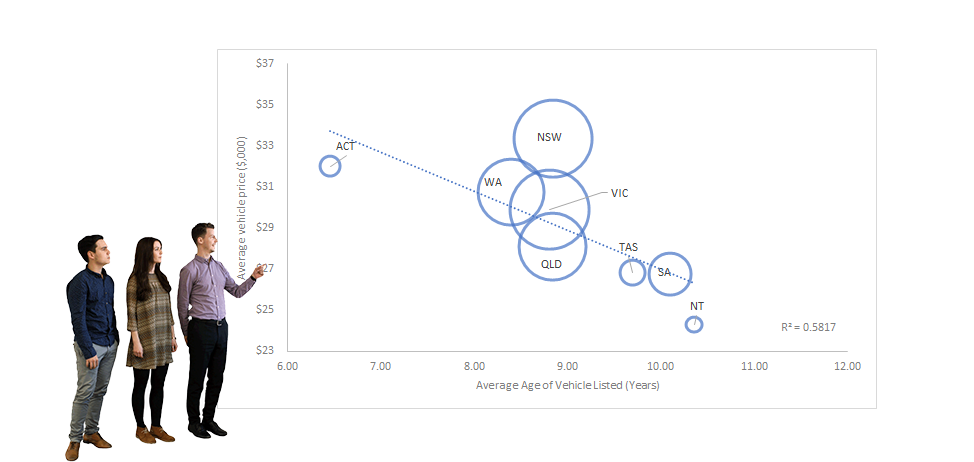 $37
$35
$33
$31
$29
$27
$25
$23
Average vehicle price ($,000)
ACT
NSW
WA
VIC
QLD
TAS
SA
NT
R² = 0.5817
6.00 7.00 8.00 9.00 10.00 11.00 12.00
Average Age of Vehicle Listed (Years)